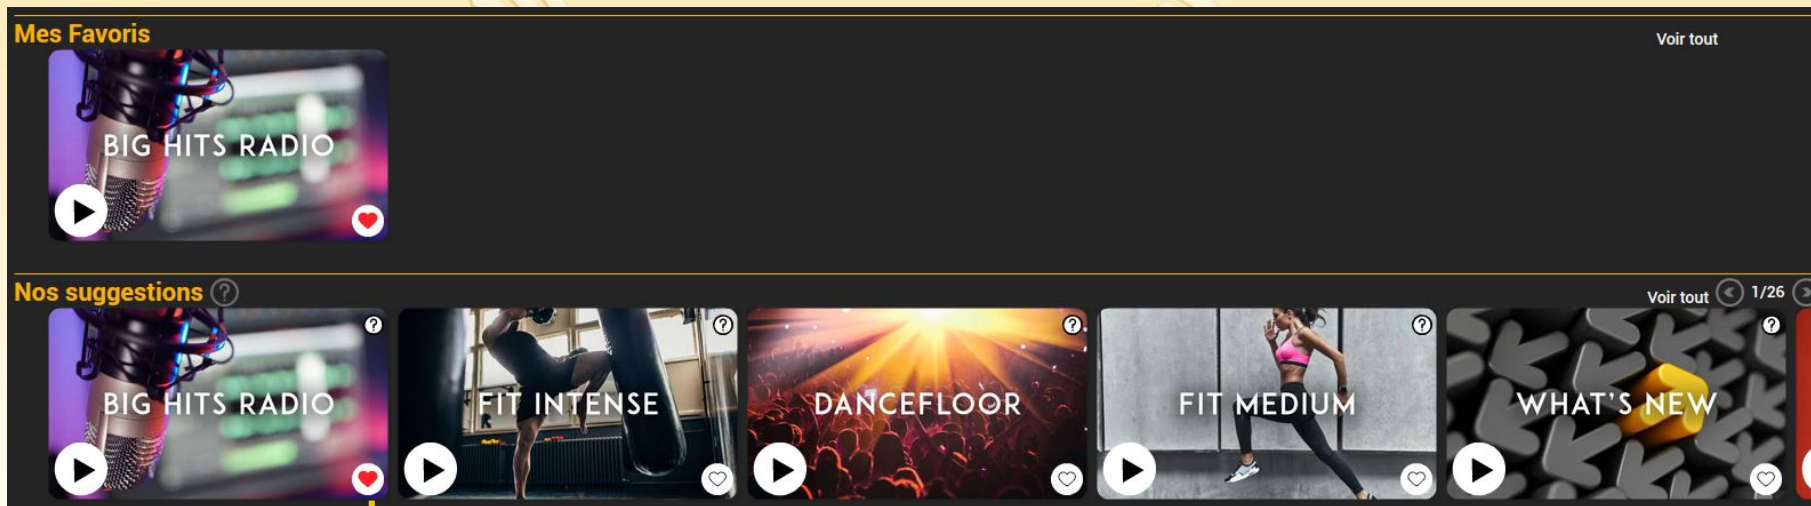 Mes Favoris
Voir tout
BIG HITS RADIO
Nos suggestions ?
Voir tout 1/26
? ? ? ? ?
BIG HITS RADIO
FIT INTENSE
DANCEFLOOR
FIT MEDIUM
WHAT'S NEW